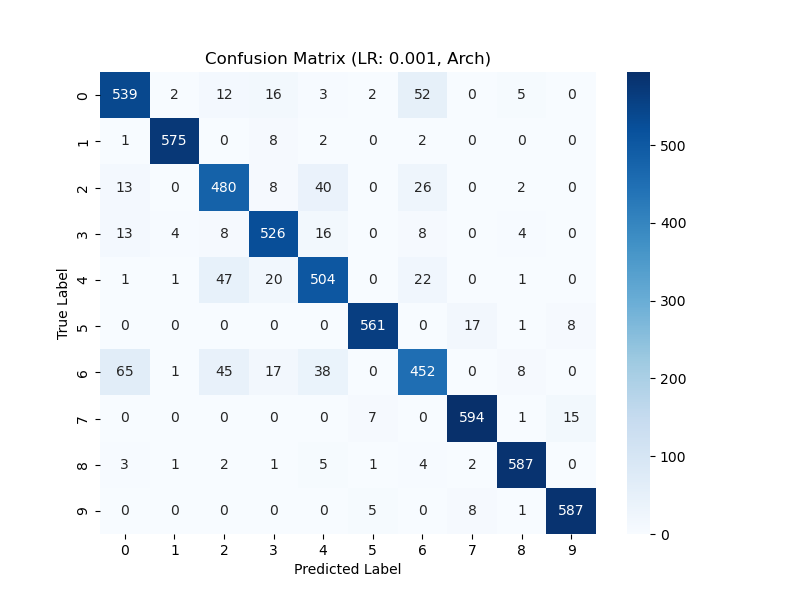 Confusion Matrix (LR: 0.001, Arch)
0 539 2 12 16 3 2 52 0 5 0
1 1 575 0 8 2 0 2 0 0 0
2 13 0 480 8 40 0 26 0 2 0
3 13 4 8 526 16 0 8 0 4 0
4 1 1 47 20 504 0 22 0 1 0
5 0 0 0 0 0 561 0 17 1 8
6 65 1 45 17 38 0 452 0 8 0
7 0 0 0 0 0 7 0 594 1 15
8 3 1 2 1 5 1 4 2 587 0
9 0 0 0 0 0 5 0 8 1 587
0 1 2 3 4 5 6 7 8 9
Predicted Label
True Label
500
400
300
200
100
0